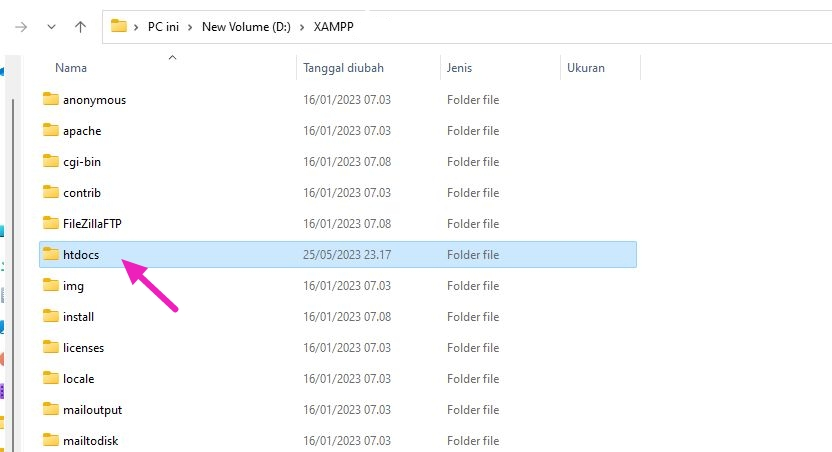 PC ini > New Volume (D:) > XAMPP
Nama Tanggal diubah Jenis Ukuran
anonymous 16/01/2023 07.03 Folder file
apache 16/01/2023 07.03 Folder file
cgi-bin 16/01/2023 07.08 Folder file
contrib 16/01/2023 07.03 Folder file
FileZillaFTP 16/01/2023 07.08 Folder file
htdocs 25/05/2023 23.17 Folder file
img 16/01/2023 07.03 Folder file
install 16/01/2023 07.08 Folder file
licenses 16/01/2023 07.03 Folder file
locale 16/01/2023 07.03 Folder file
mailoutput 16/01/2023 07.03 Folder file
mailtodisk 16/01/2023 07.03 Folder file